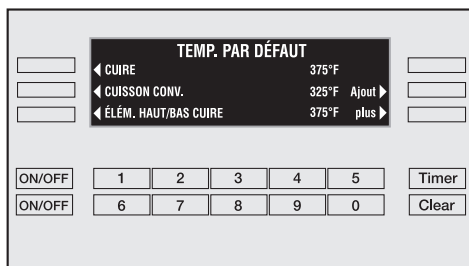 TEMP. PAR DÉFAUT
CUIRE 375°F
CUISSON CONV. 325°F Ajout
ÉLÉM. HAUT/BAS CUIRE 375°F plus
ON/OFF 1 2 3 4 5 Timer
ON/OFF 6 7 8 9 0 Clear